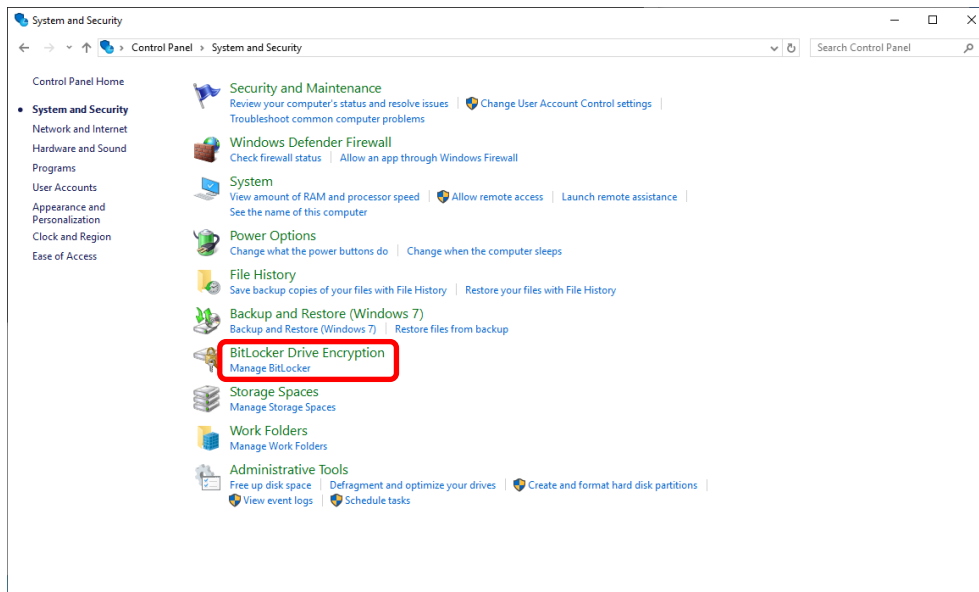 System and Security
Control Panel System and Security
Search Control Panel
Control Panel Home
System and Security
Network and Internet
Hardware and Sound
Programs
User Accounts
Appearance and
Personalization
Clock and Region
Ease of Access
Security and Maintenance
Review your computer's status and resolve issues Change User Account Control settings
Troubleshoot common computer problems
Windows Defender Firewall
Check firewall status Allow an app through Windows Firewall
System
View amount of RAM and processor speed Allow remote access Launch remote assistance
See the name of this computer
Power Options
Change what the power buttons do Change when the computer sleeps
File History
Save backup copies of your files with File History Restore your files with File History
Backup and Restore (Windows 7)
Backup and Restore (Windows 7) Restore files from backup
BitLocker Drive Encryption
Manage BitLocker
Storage Spaces
Manage Storage Spaces
Work Folders
Manage Work Folders
Administrative Tools
Free up disk space Defragment and optimize your drives Create and format hard disk partitions
View event logs Schedule tasks